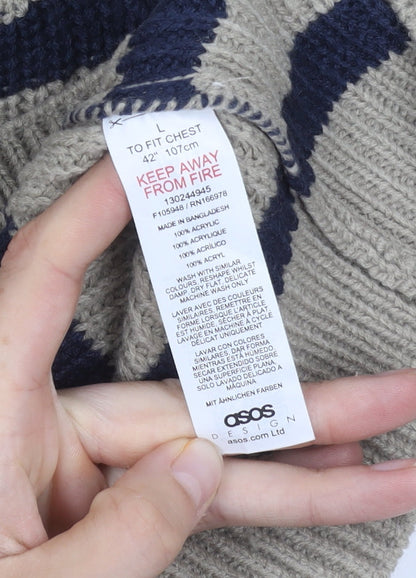 L
TO FIT CHEST
42" 107cm
KEEP AWAY
FROM FIRE
130244945
F105948 / RN166978
MADE IN BANGLADESH
100% ACRYLIC
100% ACRYLIQUE
100% ACRÍLICO
100% ACRYL
WASH WITH SIMILAR
COLOURS, RESHAPE WHILST
DAMP, DRY FLAT, DELICATE
MACHINE WASH ONLY
LAVER AVEC DES COULEURS
SIMILAIRES, REMETTRE EN
FORME LORSQUE L'ARTICLE
EST HUMIDE, SÉCHER À PLAT,
LAVAGE EN MACHINE À CYCLE
DÉLICAT UNIQUEMENT
LAVAR CON COLORES
SIMILARES, DAR FORMA
MIENTRAS ESTÁ HÚMEDO,
SECAR EXTENDIDO SOBRE
UNA SUPERFICIE PLANA,
SOLO LAVADO DELICADO A
MÁQUINA
MIT ÄHNLICHEN FARBEN
asos
DESIGN
asos.com Ltd